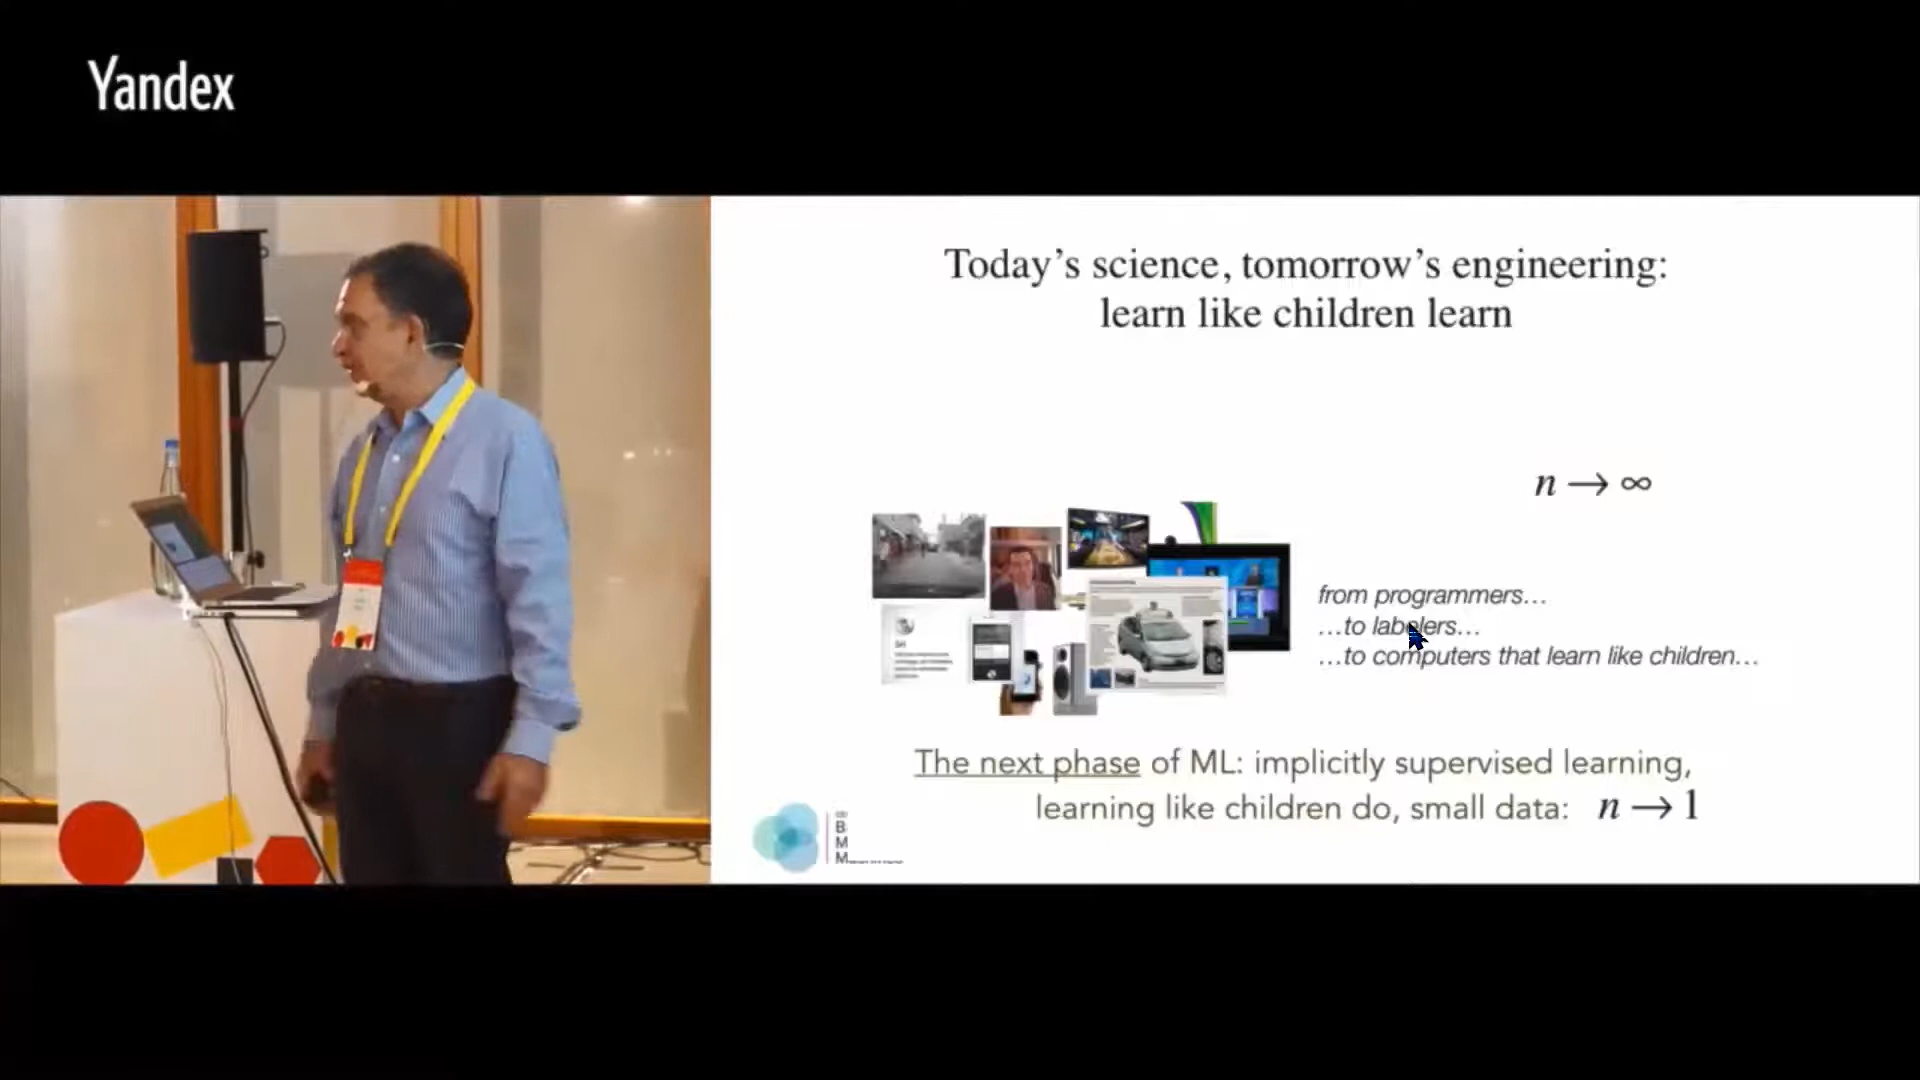 Yandex
Today's science, tomorrow's engineering:
learn like children learn
n → ∞
from programmers…
…to labelers…
…to computers that learn like children…
The next phase of ML: implicitly supervised learning,
learning like children do, small data: n → 1
B
M
M